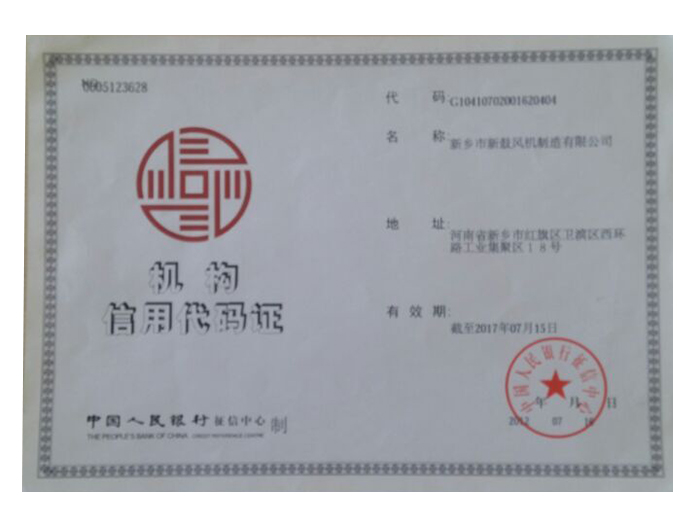 0005123628
机 构
信用代码证
中国人民银行 征信中心 制
THE PEOPLE'S BANK OF CHINA CREDIT REFERENCE CENTER
代 码: G10410702001620404
名 称: 新乡市新鼓风机制造有限公司
地 址: 河南省新乡市红旗区卫滨区西环
路工业集聚区18号
有 效 期:
截至2017年07月15日
中国人民银行征信中心
年 月 日
2012 07 16